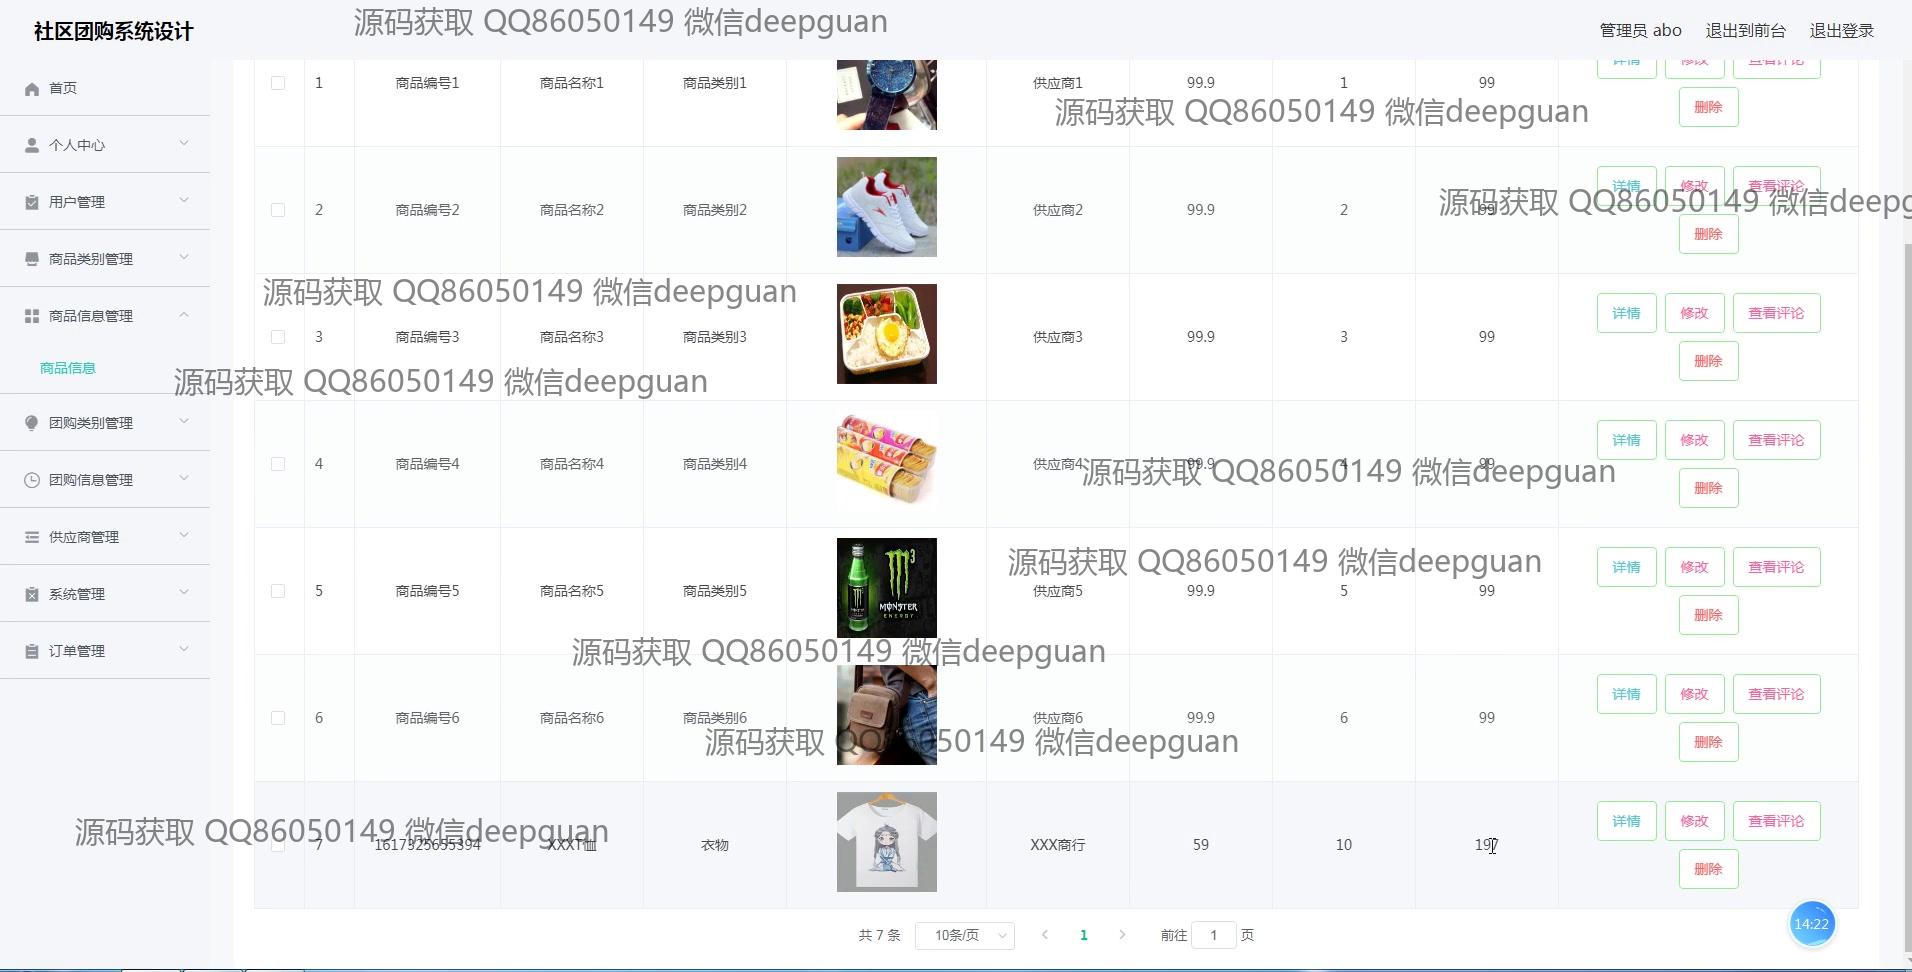 社区团购系统设计
源码获取 QQ86050149 微信deepguan
管理员 abo 退出到前台 退出登录
首页
个人中心
用户管理
商品类别管理
商品信息管理
商品信息
团购类别管理
团购信息管理
供应商管理
系统管理
订单管理
1 商品编号1 商品名称1 商品类别1 供应商1 99.9 1 99 详情 修改 查看评论
删除
源码获取 QQ86050149 微信deepguan
2 商品编号2 商品名称2 商品类别2 供应商2 99.9 2 99 详情 修改 查看评论
源码获取 QQ86050149 微信deepg
删除
源码获取 QQ86050149 微信deepguan
3 商品编号3 商品名称3 商品类别3 供应商3 99.9 3 99 详情 修改 查看评论
删除
源码获取 QQ86050149 微信deepguan
4 商品编号4 商品名称4 商品类别4 供应商4 99.9 4 99 详情 修改 查看评论
源码获取 QQ86050149 微信deepguan
删除
源码获取 QQ86050149 微信deepguan
5 商品编号5 商品名称5 商品类别5 MONSTER ENERGY 供应商5 99.9 5 99 详情 修改 查看评论
删除
源码获取 QQ86050149 微信deepguan
6 商品编号6 商品名称6 商品类别6 供应商6 99.9 6 99 详情 修改 查看评论
删除
源码获取 QQ86050149 微信deepguan
源码获取 QQ86050149 微信deepguan
7 1617325655394 XXXT恤 衣物 XXX商行 59 10 197 详情 修改 查看评论
删除
14:22
共 7 条 10条/页 1 前往 1 页